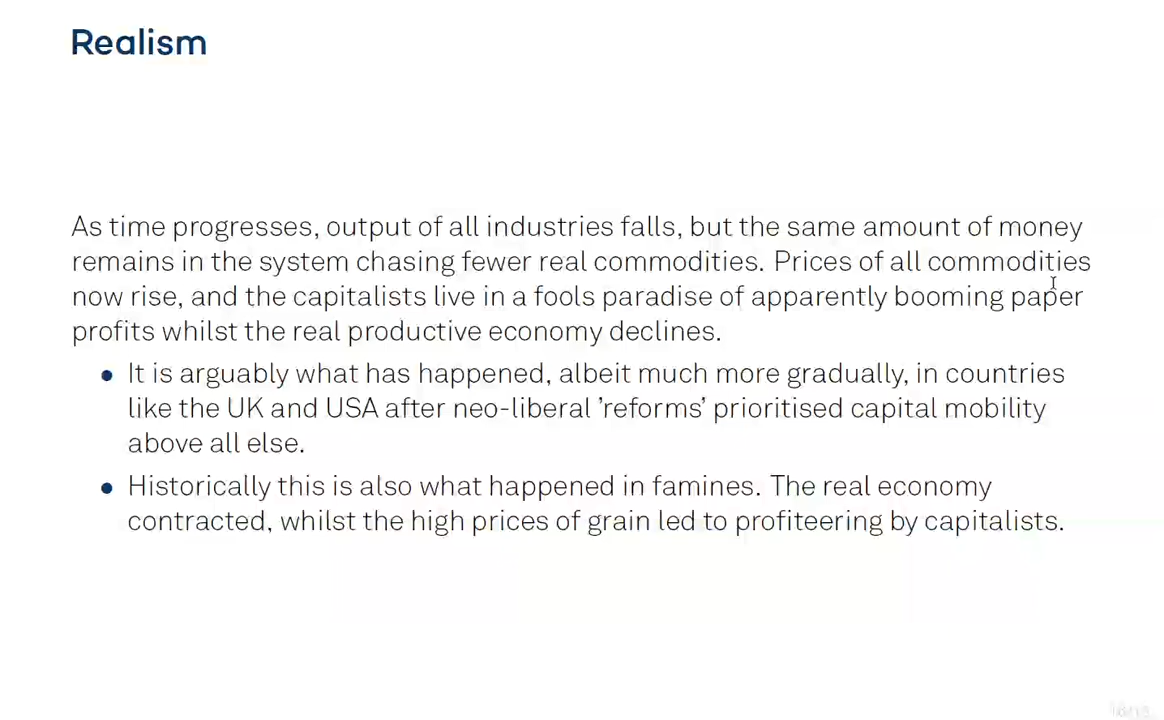 Realism
As time progresses, output of all industries falls, but the same amount of money
remains in the system chasing fewer real commodities. Prices of all commodities
now rise, and the capitalists live in a fools paradise of apparently booming paper
profits whilst the real productive economy declines.
• It is arguably what has happened, albeit much more gradually, in countries
like the UK and USA after neo-liberal 'reforms' prioritised capital mobility
above all else.
• Historically this is also what happened in famines. The real economy
contracted, whilst the high prices of grain led to profiteering by capitalists.